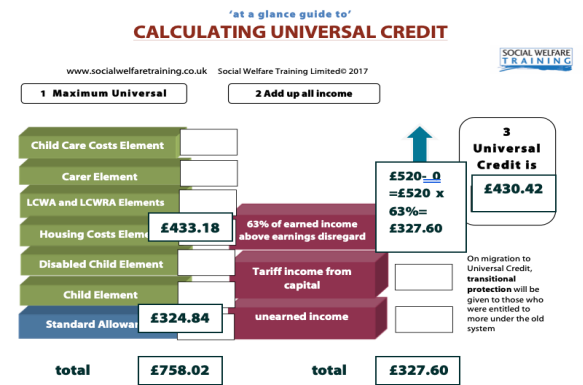 ‘at a glance guide to’
CALCULATING UNIVERSAL CREDIT
SOCIAL WELFARE
TRAINING
www.socialwelfaretraining.co.uk Social Welfare Training Limited© 2017
1 Maximum Universal
2 Add up all income
3
Universal
Credit is
£430.42
Child Care Costs Element
Carer Element
LCWA and LCWRA Elements
Housing Costs Eleme
£433.18
Disabled Child Element
Child Element
Standard Allowan
£324.84
total
£758.02
63% of earned income
above earnings disregard
Tariff income from
capital
unearned income
£520- 0
=£520 x
63%=
£327.60
total
£327.60
On migration to
Universal Credit,
transitional
protection will be
given to those who
were entitled to
more under the old
system